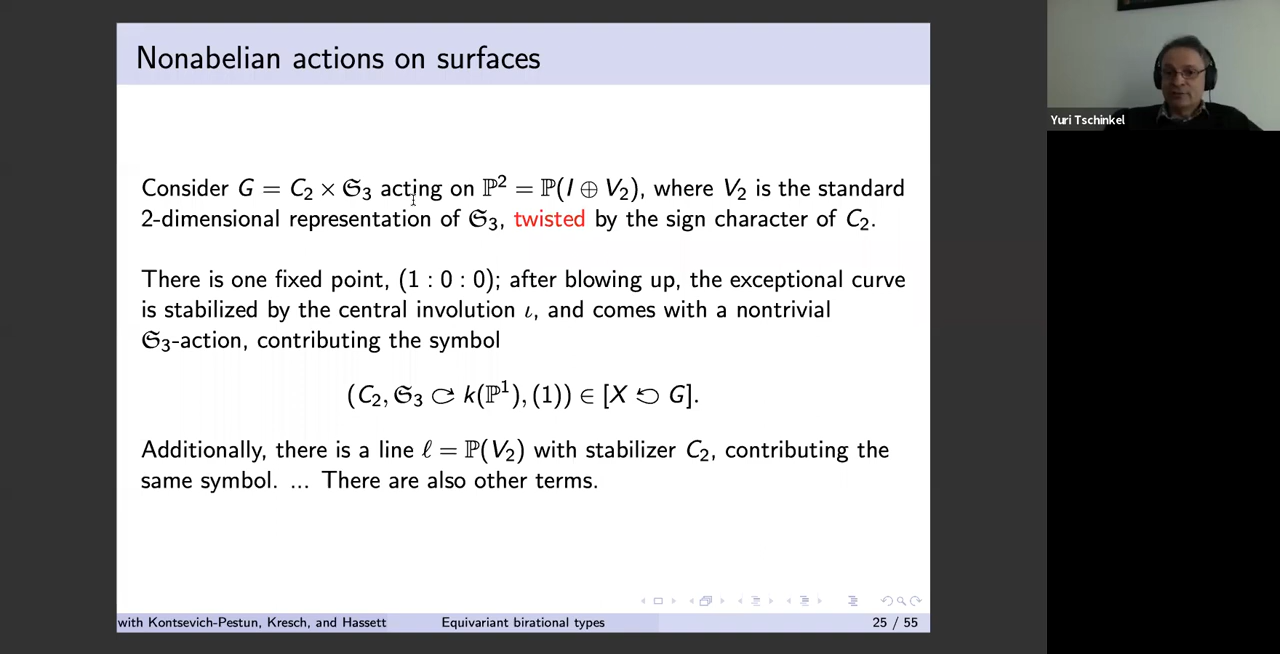 Nonabelian actions on surfaces
Yuri Tschinkel
Consider G = C₂ × 𝔖₃ acting on ℙ² = ℙ(I ⊕ V₂), where V₂ is the standard
2-dimensional representation of 𝔖₃, twisted by the sign character of C₂.
There is one fixed point, (1 : 0 : 0); after blowing up, the exceptional curve
is stabilized by the central involution ι, and comes with a nontrivial
𝔖₃-action, contributing the symbol
(C₂, 𝔖₃ ⟳ k(ℙ¹), (1)) ∈ [X ⟲ G].
Additionally, there is a line ℓ = ℙ(V₂) with stabilizer C₂, contributing the
same symbol. ... There are also other terms.
with Kontsevich-Pestun, Kresch, and Hassett
Equivariant birational types
25 / 55